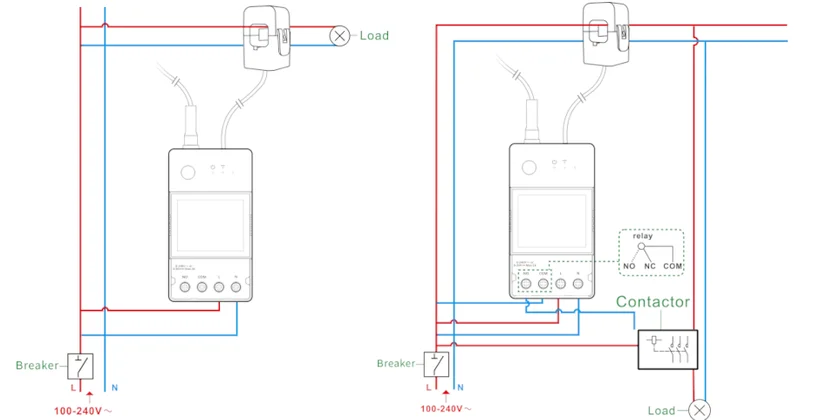 Load
NO COM L N
Breaker
L N
100-240V～
relay
NO NC COM
NO COM L N
Contactor
Breaker
L N
100-240V～
Load